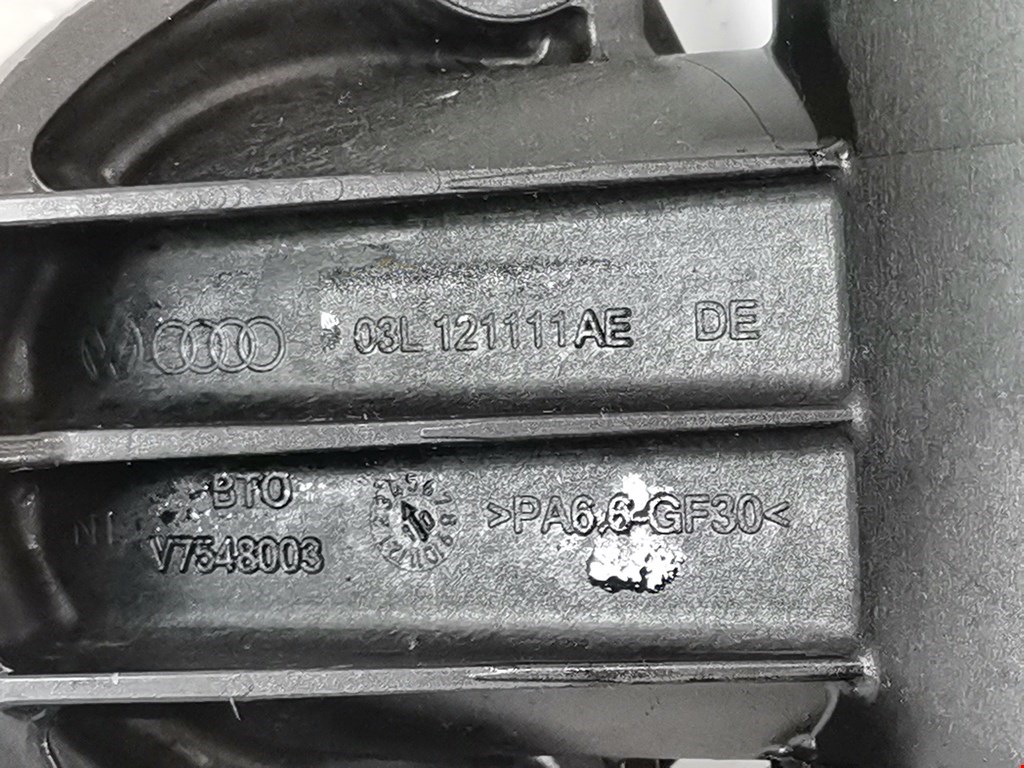 03L 121111AE DE
BTO
V7548003
>PA6.6-GF30<